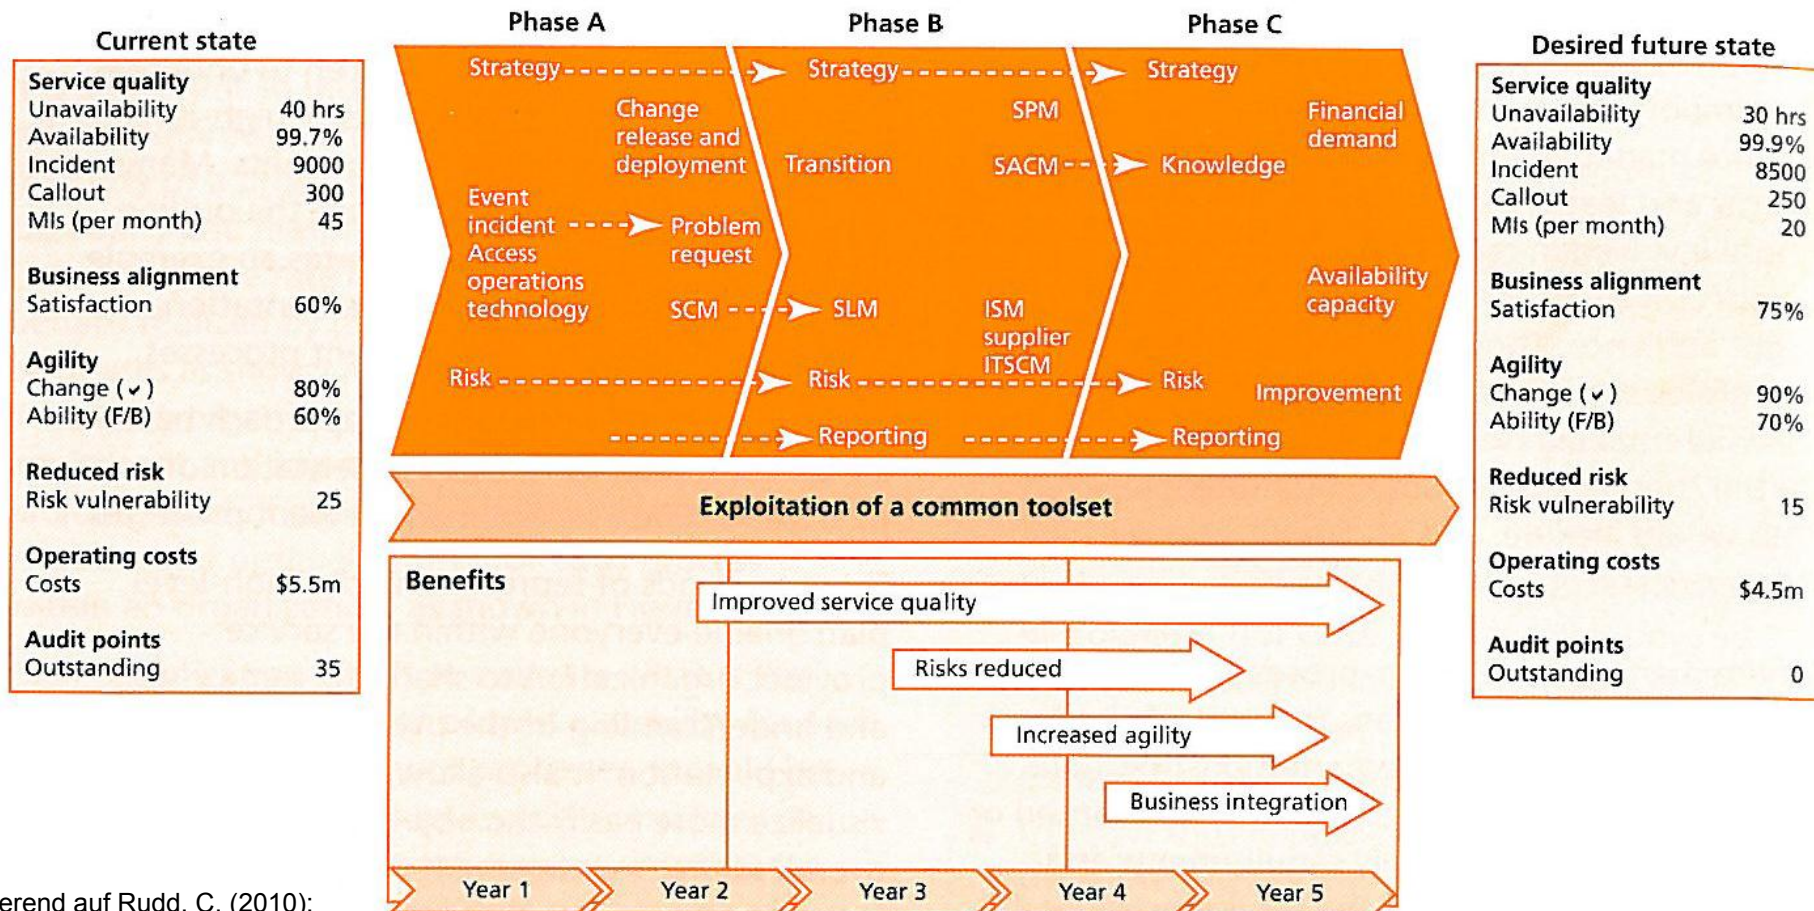 Phase A
Phase B
Phase C
Current state
Service quality
Unavailability 40 hrs
Availability 99.7%
Incident 9000
Callout 300
MIs (per month) 45
Business alignment
Satisfaction 60%
Agility
Change (✓) 80%
Ability (F/B) 60%
Reduced risk
Risk vulnerability 25
Operating costs
Costs $5.5m
Audit points
Outstanding 35
Strategy
Change
release and
deployment
Event
incident
Access
operations
technology
Problem
request
SCM
Risk
Strategy
SPM
Transition
SACM
SLM
ISM
supplier
ITSCM
Risk
Reporting
Strategy
Financial
demand
Knowledge
Availability
capacity
Risk
Improvement
Reporting
Desired future state
Service quality
Unavailability 30 hrs
Availability 99.9%
Incident 8500
Callout 250
MIs (per month) 20
Business alignment
Satisfaction 75%
Agility
Change (✓) 90%
Ability (F/B) 70%
Reduced risk
Risk vulnerability 15
Operating costs
Costs $4.5m
Audit points
Outstanding 0
Exploitation of a common toolset
Benefits
Improved service quality
Risks reduced
Increased agility
Business integration
Year 1
Year 2
Year 3
Year 4
Year 5
erend auf Rudd, C. (2010):